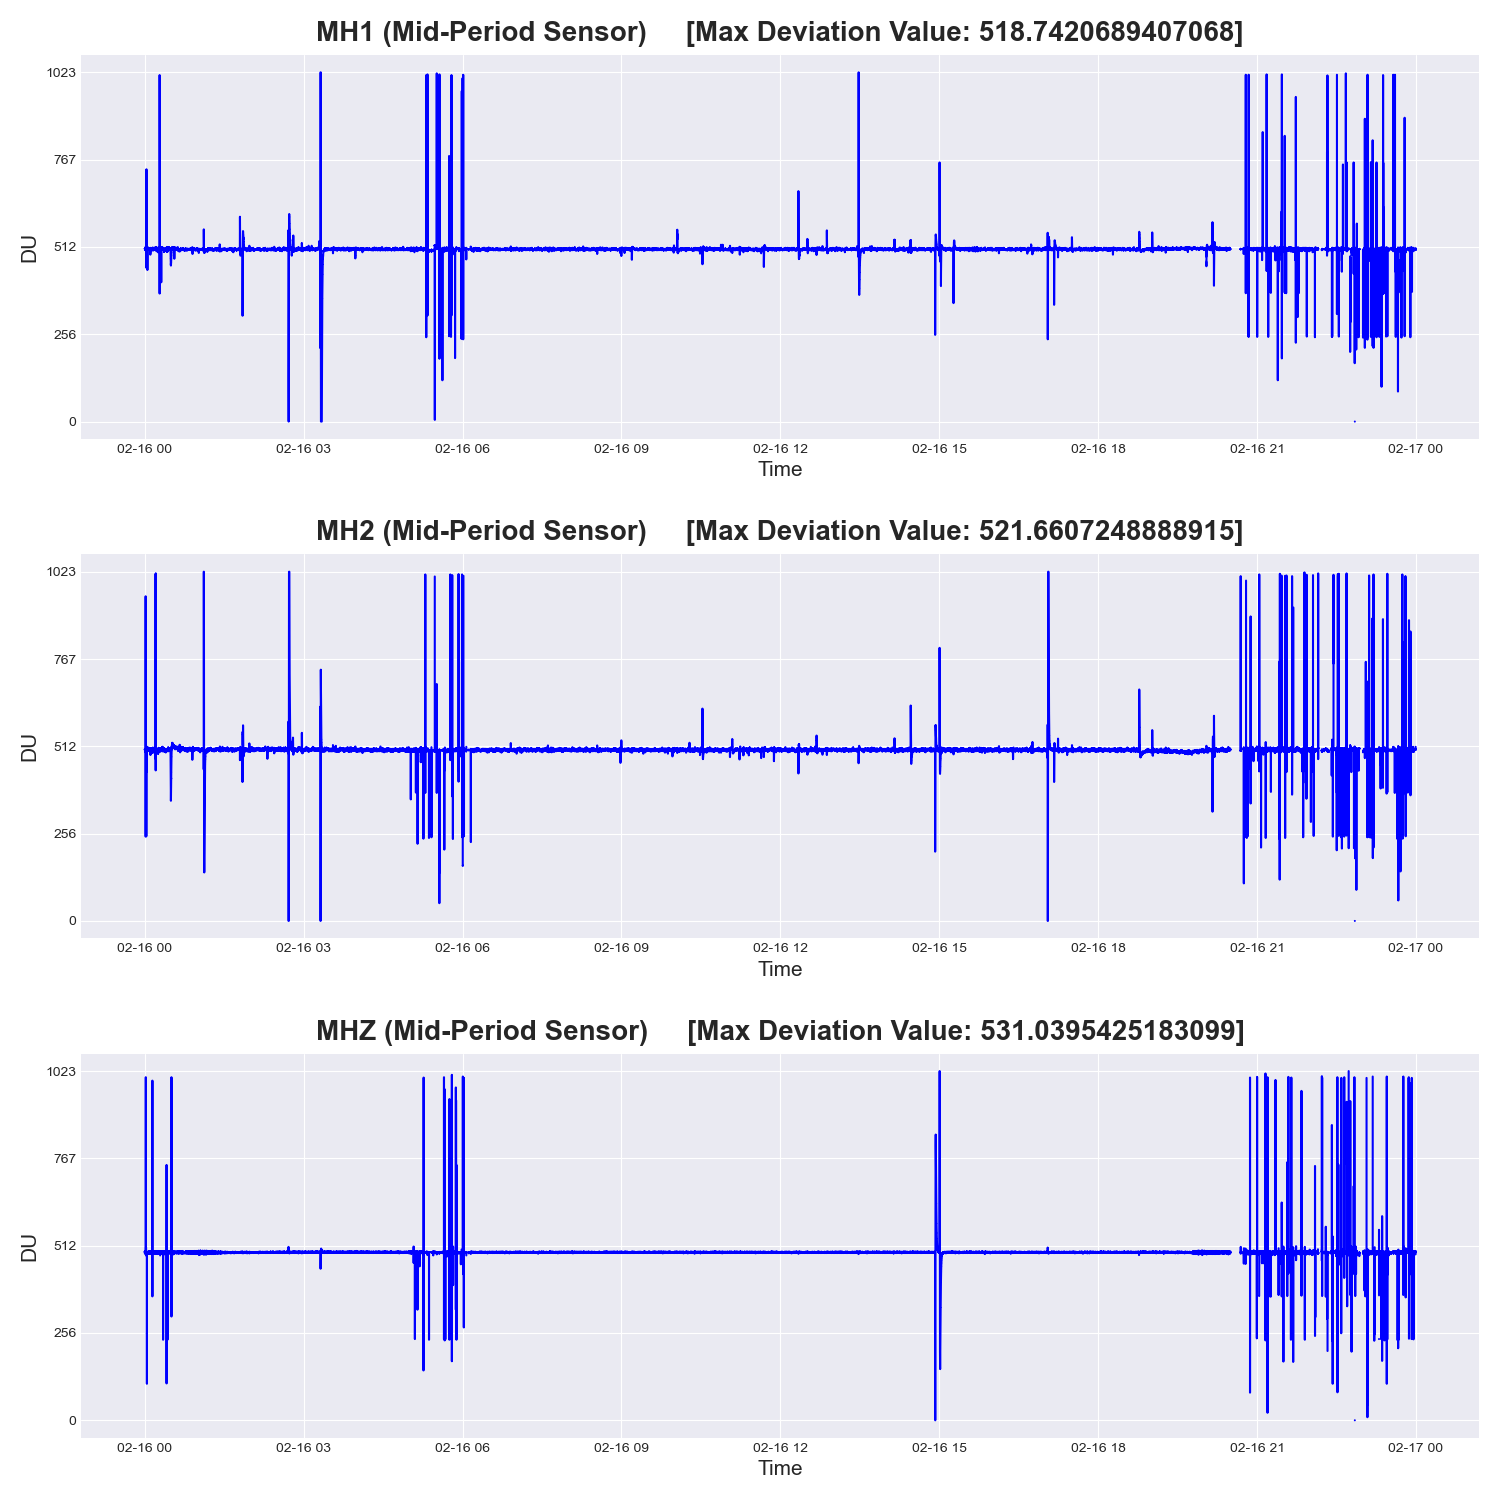 MH1 (Mid-Period Sensor) [Max Deviation Value: 518.7420689407068]
1023
767
512
256
0
DU
02-16 00 02-16 03 02-16 06 02-16 09 02-16 12 02-16 15 02-16 18 02-16 21 02-17 00
Time
MH2 (Mid-Period Sensor) [Max Deviation Value: 521.6607248888915]
1023
767
512
256
0
DU
02-16 00 02-16 03 02-16 06 02-16 09 02-16 12 02-16 15 02-16 18 02-16 21 02-17 00
Time
MHZ (Mid-Period Sensor) [Max Deviation Value: 531.0395425183099]
1023
767
512
256
0
DU
02-16 00 02-16 03 02-16 06 02-16 09 02-16 12 02-16 15 02-16 18 02-16 21 02-17 00
Time